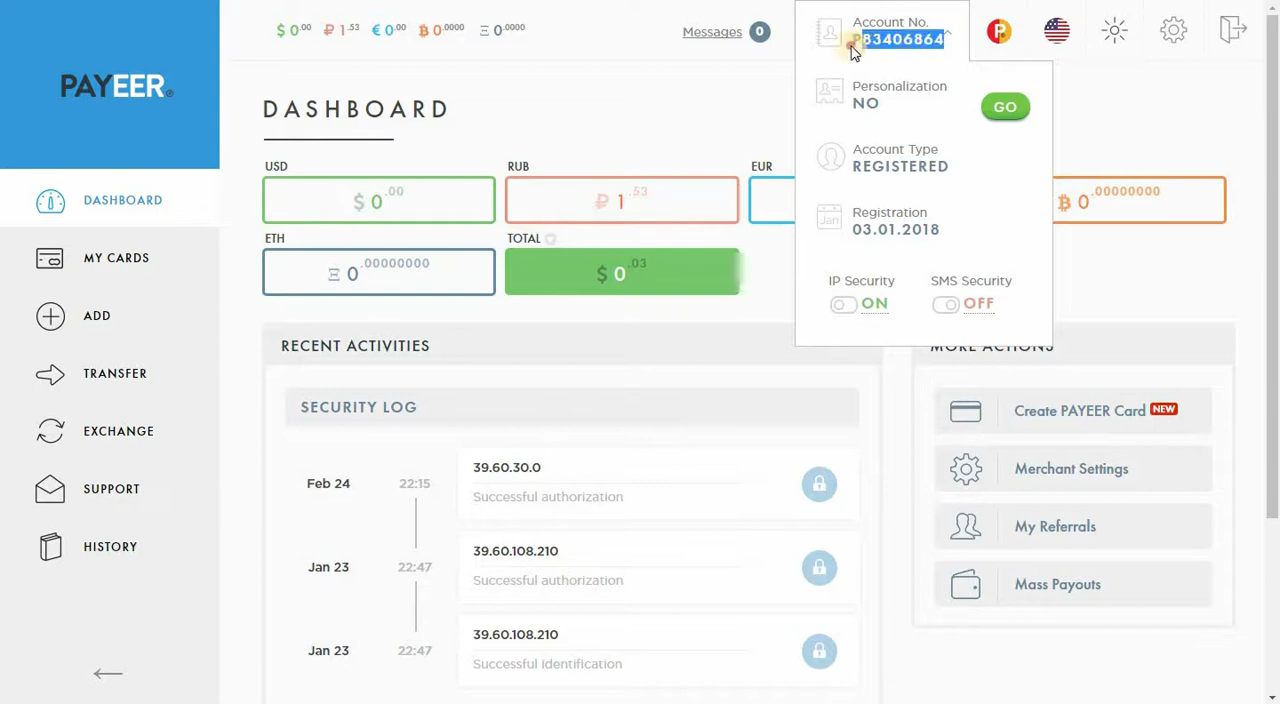 PAYEER®
$ 0.00 ₽ 1.53 € 0.00 ₿ 0.0000 Ξ 0.0000
Messages 0
Account No.
P83406864
Personalization
NO
GO
Account Type
REGISTERED
Registration
Jan
03.01.2018
IP Security SMS Security
ON OFF
DASHBOARD
USD RUB EUR
$ 0.00 ₽ 1.53 ₿ 0.00000000
ETH TOTAL
Ξ 0.00000000 $ 0.03
DASHBOARD
MY CARDS
ADD
TRANSFER
EXCHANGE
SUPPORT
HISTORY
RECENT ACTIVITIES
SECURITY LOG
Feb 24 22:15
39.60.30.0
Successful authorization
Jan 23 22:47
39.60.108.210
Successful authorization
Jan 23 22:47
39.60.108.210
Successful identification
MORE ACTIONS
Create PAYEER Card NEW
Merchant Settings
My Referrals
Mass Payouts